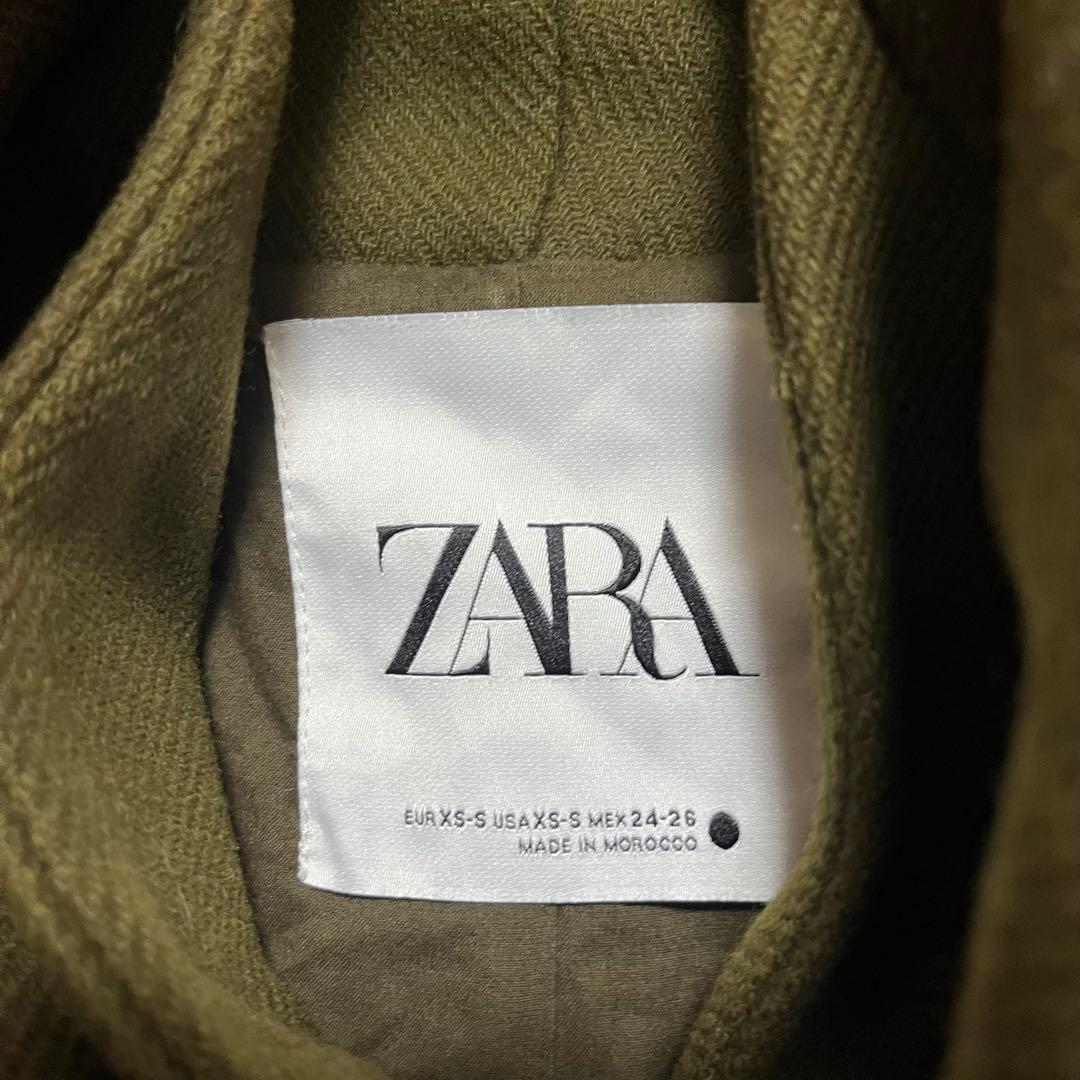 ZARA
EUR XS-S USA XS-S MEX 24-26
MADE IN MOROCCO